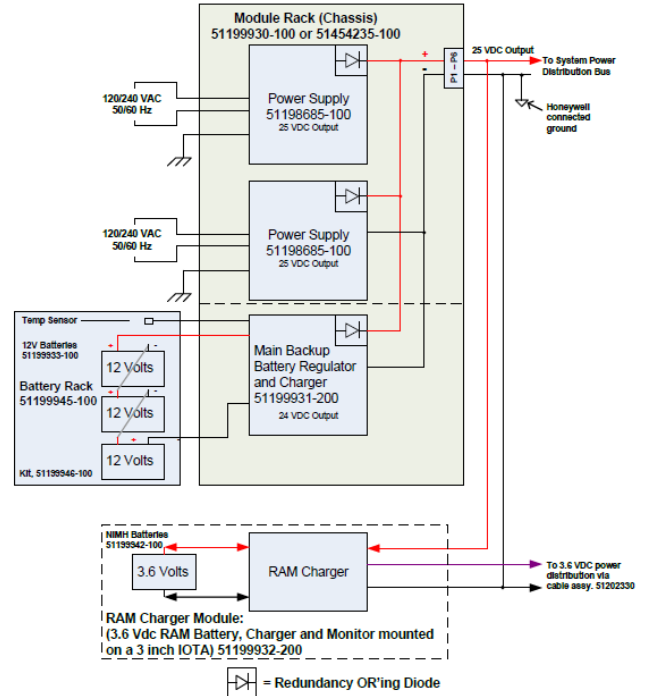 Module Rack (Chassis)
51199930-100 or 51454235-100
120/240 VAC
50/60 Hz
Power Supply
51198685-100
25 VDC Output
+
-
P1 – P6
25 VDC Output
To System Power
Distribution Bus
Honeywell
connected
ground
120/240 VAC
50/60 Hz
Power Supply
51198685-100
25 VDC Output
Temp Sensor
12V Batteries
51199933-100
Battery Rack
51199945-100
+
-
12 Volts
+
-
12 Volts
+
-
12 Volts
Kit, 51199946-100
Main Backup
Battery Regulator
and Charger
51199931-200
24 VDC Output
NIMH Batteries
51199942-100
3.6 Volts
RAM Charger
To 3.6 VDC power
distribution via
cable assy. 51202330
RAM Charger Module:
(3.6 Vdc RAM Battery, Charger and Monitor mounted
on a 3 inch IOTA) 51199932-200
= Redundancy OR'ing Diode